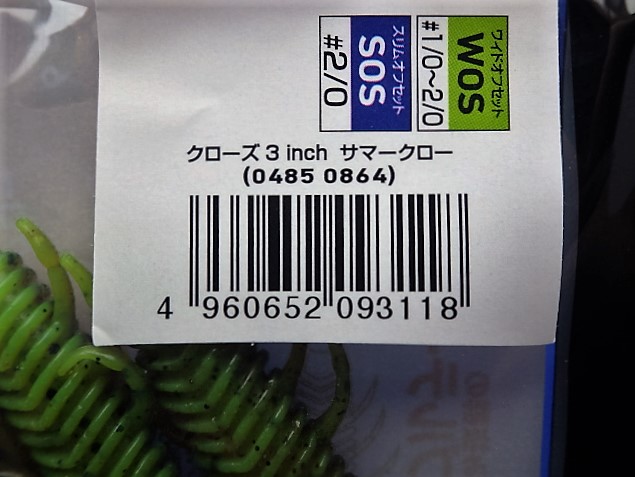 ワイドオフセット
WOS
#1/0~2/0
スリムオフセット
SOS
#2/0
クローズ 3 inch サマークロー
(0485 0864)
4 960652 093118